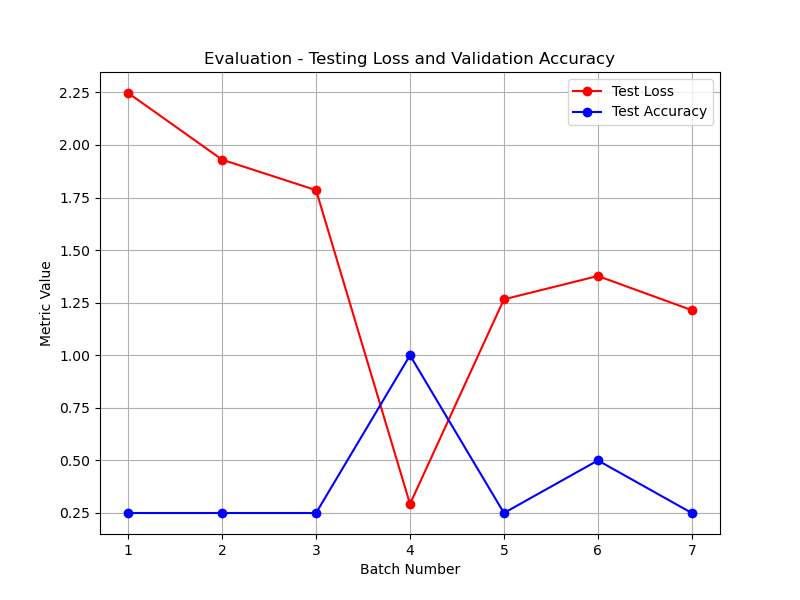 Evaluation - Testing Loss and Validation Accuracy
Test Loss
Test Accuracy
Metric Value
2.25
2.00
1.75
1.50
1.25
1.00
0.75
0.50
0.25
1 2 3 4 5 6 7
Batch Number